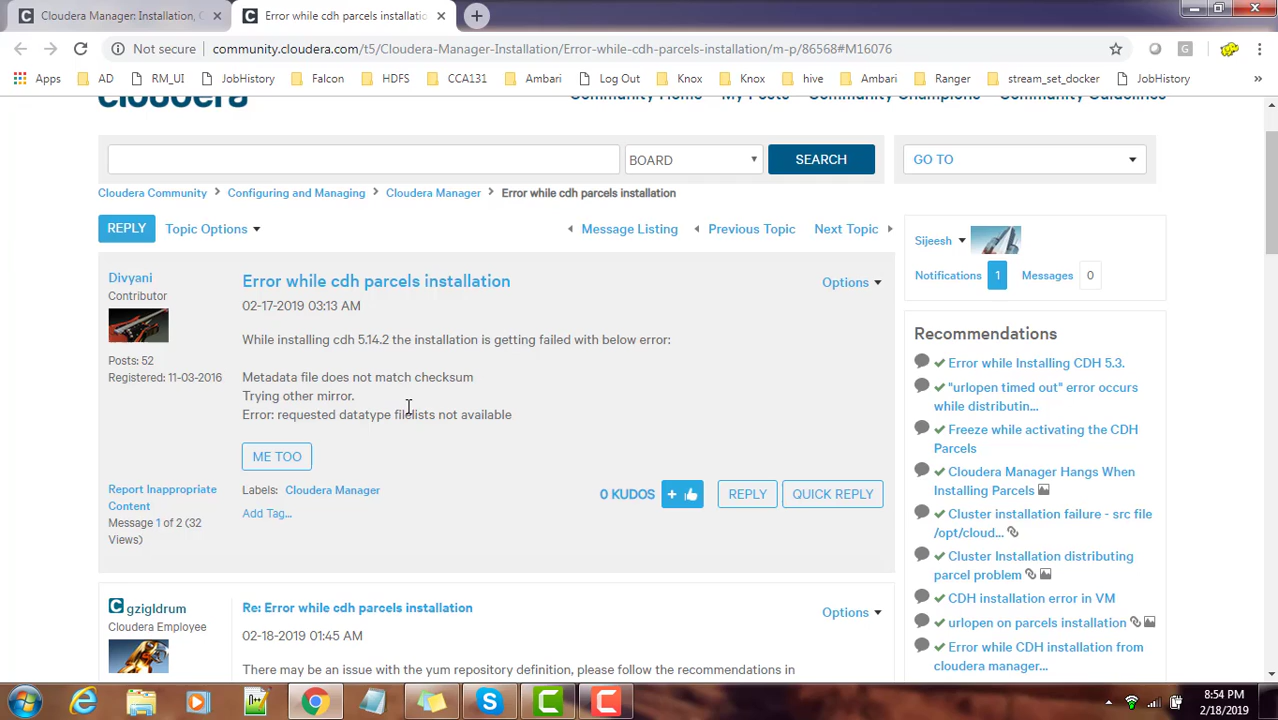 Cloudera Manager: Installation, C
Error while cdh parcels installatio
Not secure
community.cloudera.com/t5/Cloudera-Manager-Installation/Error-while-cdh-parcels-installation/m-p/86568#M16076
Apps AD RM_UI JobHistory Falcon HDFS CCA131 Ambari Log Out Knox Knox hive Ambari Ranger stream_set_docker JobHistory »
cloudera
Community Home My Posts Community Champions Community Guidelines
BOARD
SEARCH
GO TO
Cloudera Community > Configuring and Managing > Cloudera Manager > Error while cdh parcels installation
REPLY
Topic Options
Message Listing
Previous Topic
Next Topic
Divyani
Contributor
Posts: 52
Registered: 11-03-2016
Error while cdh parcels installation
Options
02-17-2019 03:13 AM
While installing cdh 5.14.2 the installation is getting failed with below error:
Metadata file does not match checksum
Trying other mirror.
Error: requested datatype filelists not available
ME TOO
Report Inappropriate
Content
Message 1 of 2 (32
Views)
Labels: Cloudera Manager
Add Tag...
0 KUDOS
+
REPLY
QUICK REPLY
gzigldrum
Cloudera Employee
Re: Error while cdh parcels installation
Options
02-18-2019 01:45 AM
There may be an issue with the yum repository definition, please follow the recommendations in
Sijeesh
Notifications 1 Messages 0
Recommendations
Error while Installing CDH 5.3.
"urlopen timed out" error occurs
while distributin...
Freeze while activating the CDH
Parcels
Cloudera Manager Hangs When
Installing Parcels
Cluster installation failure - src file
/opt/cloud...
Cluster Installation distributing
parcel problem
CDH installation error in VM
urlopen on parcels installation
Error while CDH installation from
cloudera manager...
8:54 PM
2/18/2019